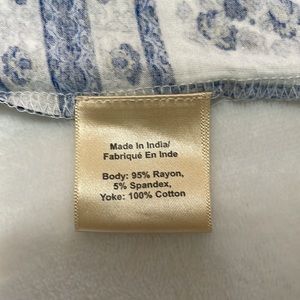 Made In India/
Fabriqué En Inde
Body: 95% Rayon,
5% Spandex,
Yoke: 100% Cotton